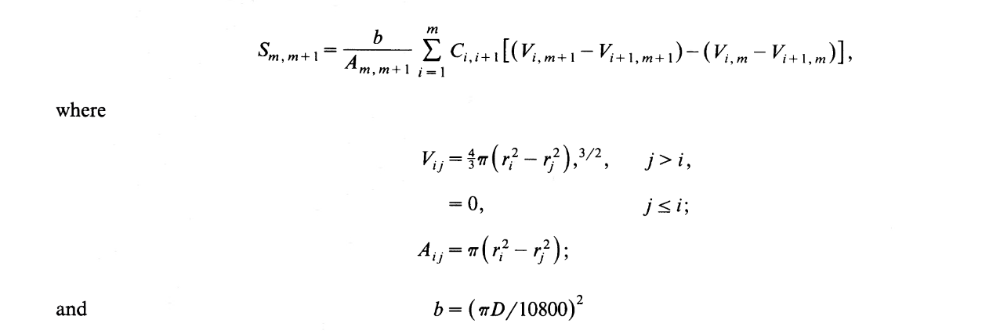 S_{m, m+1} = \frac{b}{A_{m, m+1}} \sum_{i=1}^{m} C_{i, i+1} [(V_{i, m+1} - V_{i+1, m+1}) - (V_{i, m} - V_{i+1, m})],
where
V_{ij} = \frac{4}{3} \pi (r_i^2 - r_j^2),^{3/2}, j > i,
= 0, j ≤ i;
A_{ij} = \pi (r_i^2 - r_j^2);
and b = (\pi D/10800)^2